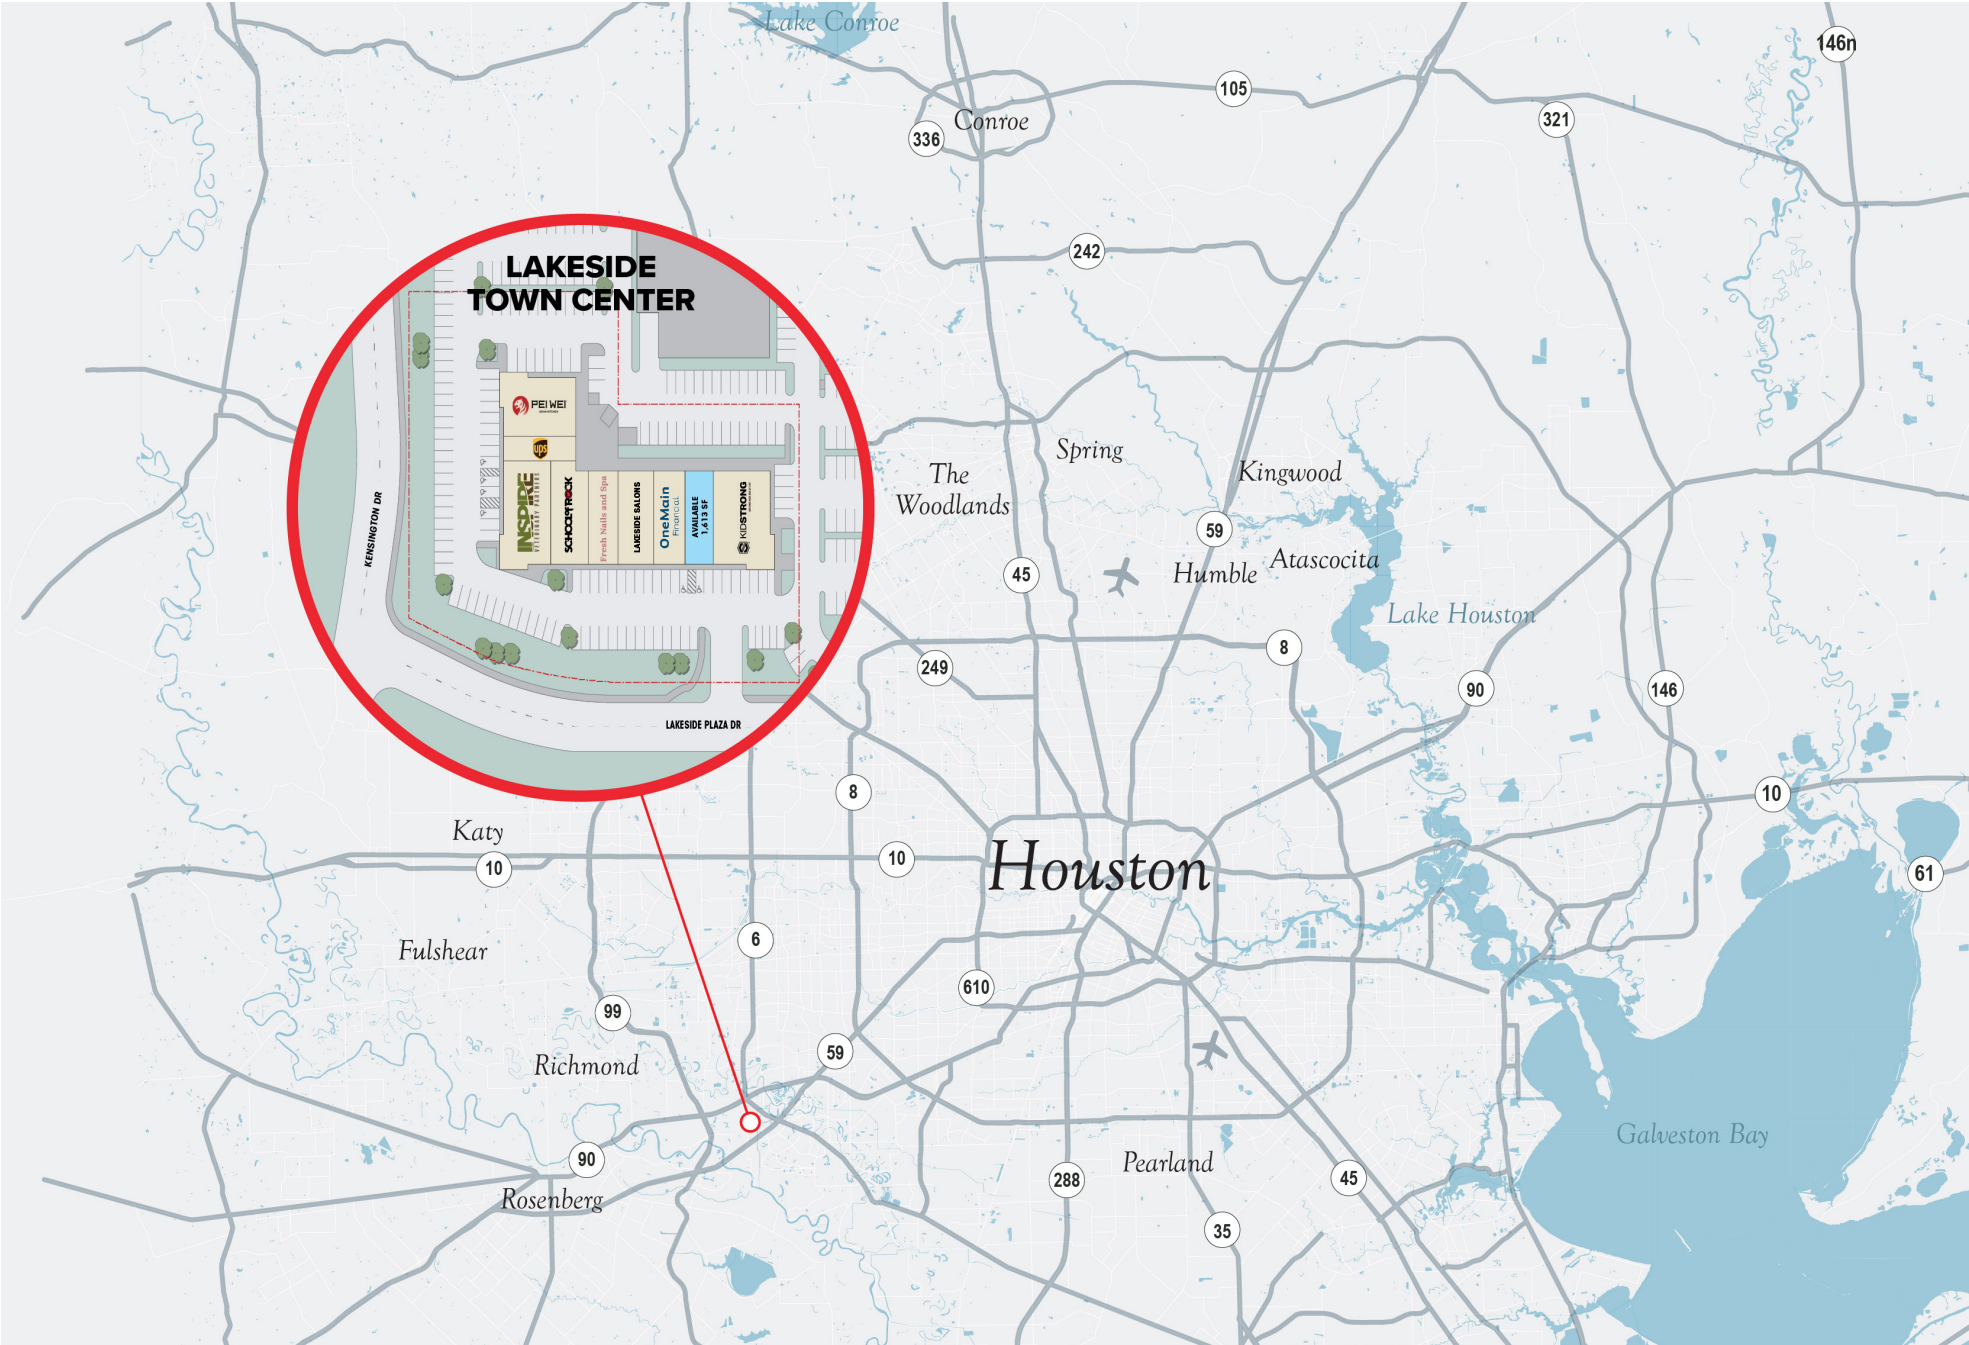 Lake Conroe
146n
105
321
Conroe
336
242
LAKESIDE
TOWN CENTER
PEI WEI
ups
INSPIRE
VETERINARY PARTNERS
SCHOOL OF ROCK
Fresh Nails and Spa
LAKESIDE SALONS
OneMain
Financial
AVAILABLE
1,613 SF
KIDSTRONG
KENSINGTON DR
LAKESIDE PLAZA DR
Spring
The
Woodlands
Kingwood
59
Humble
Atascocita
45
Lake Houston
8
249
90
146
8
10
Katy
10
10
Houston
61
6
Fulshear
610
99
59
Richmond
Galveston Bay
90
Pearland
288
45
Rosenberg
35